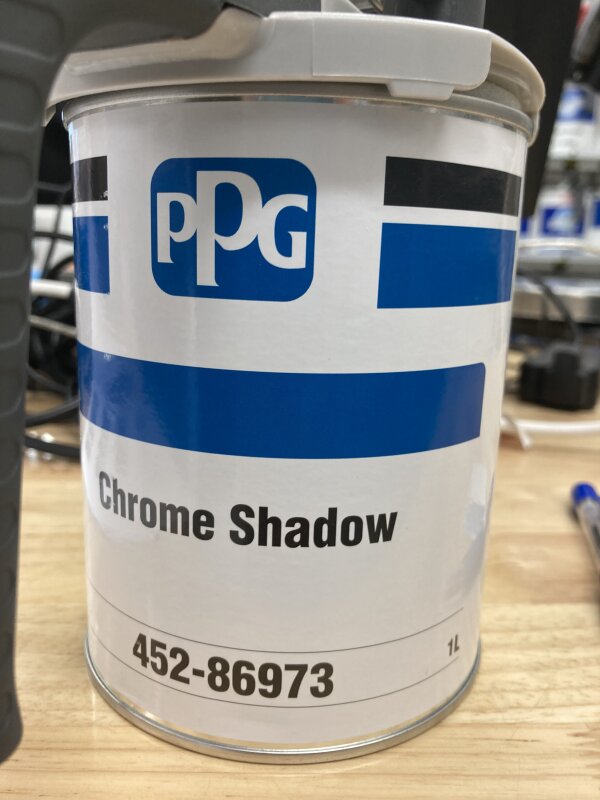 PPG
Chrome Shadow
452-86973
1L